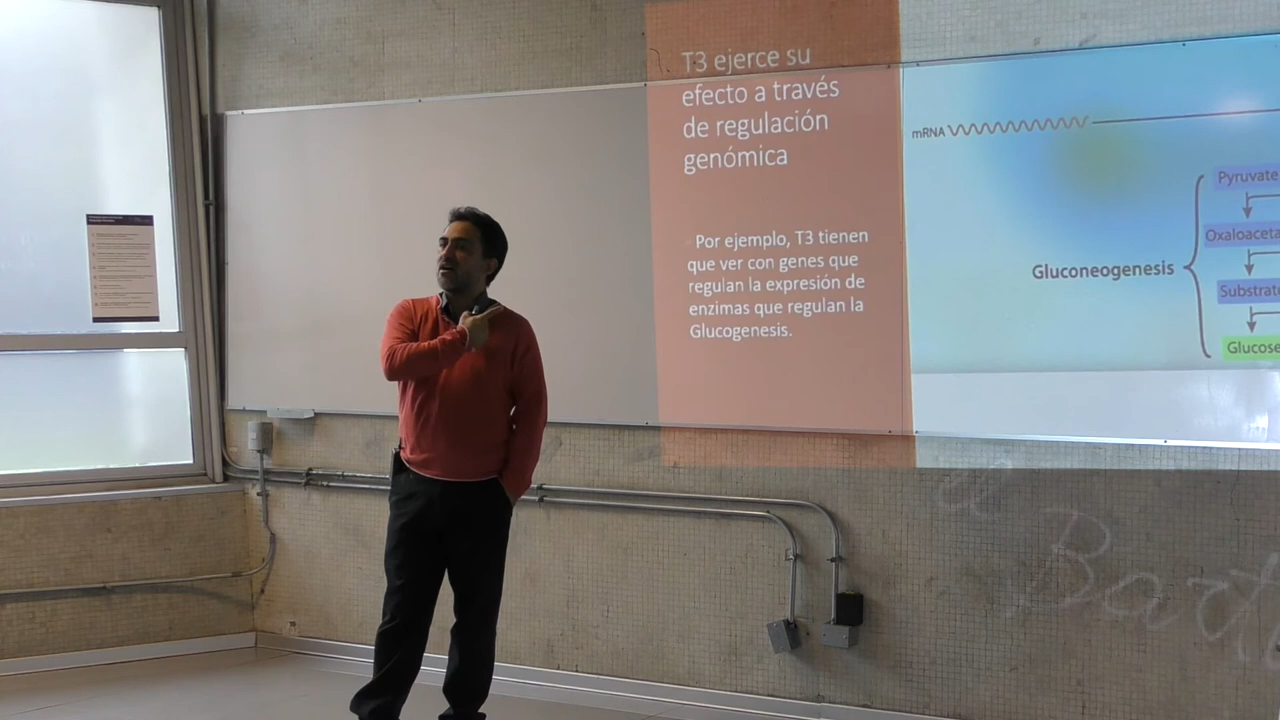 T3 ejerce su
efecto a través
de regulación
genómica
Por ejemplo, T3 tienen
que ver con genes que
regulan la expresión de
enzimas que regulan la
Glucogenesis.
mRNA
Gluconeogenesis
Pyruvate
Oxaloaceta
Substrate
Glucose